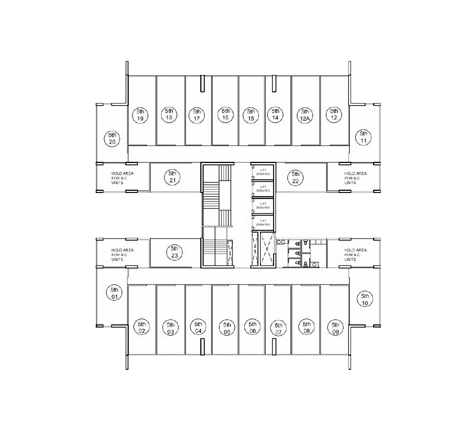 5th 19
5th 18
5th 17
5th 16
5th 15
5th 14
5th 12A
5th 12
5th 20
5th 11
HOLD AREA
FOR A.C
UNITS
5th 21
LIFT
5th 22
HOLD AREA
FOR A.C
UNITS
LIFT
LIFT
LIFT
HOLD AREA
FOR A.C
UNITS
5th 23
HOLD AREA
FOR A.C
UNITS
5th 01
5th 10
5th 02
5th 03
5th 04
5th 05
5th 06
5th 07
5th 08
5th 09